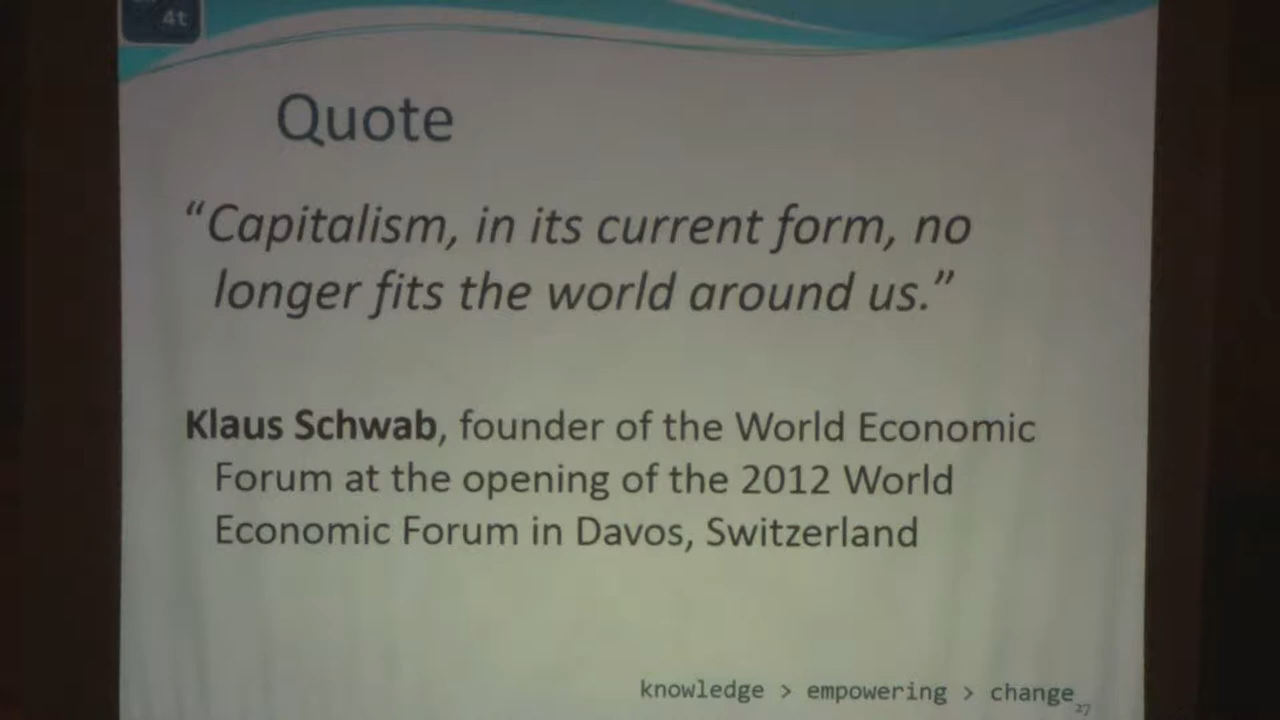 4t
Quote
“Capitalism, in its current form, no
longer fits the world around us.”
Klaus Schwab, founder of the World Economic
Forum at the opening of the 2012 World
Economic Forum in Davos, Switzerland
knowledge > empowering > change
27